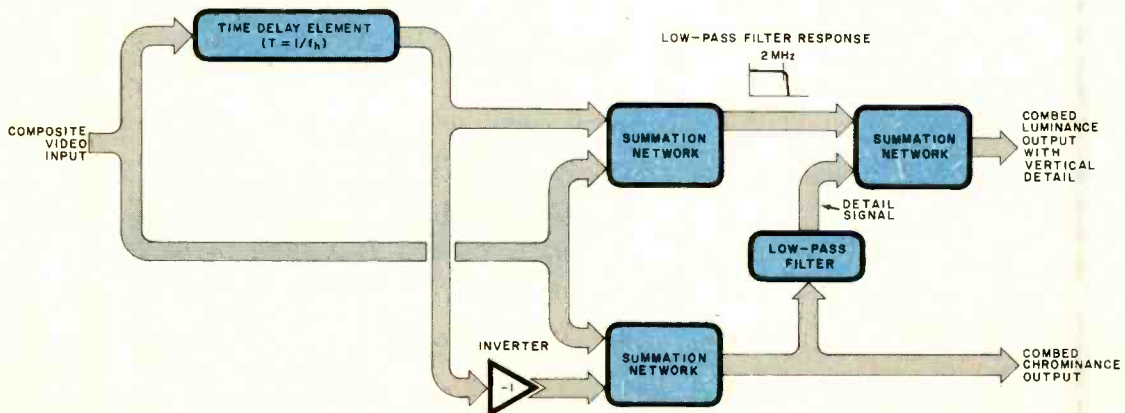 TIME DELAY ELEMENT
(T = 1/fh)
LOW-PASS FILTER RESPONSE
2 MHz
COMPOSITE
VIDEO
INPUT
SUMMATION
NETWORK
SUMMATION
NETWORK
COMBED
LUMINANCE
OUTPUT
WITH
VERTICAL
DETAIL
DETAIL
SIGNAL
LOW-PASS
FILTER
INVERTER
-1
SUMMATION
NETWORK
COMBED
CHROMINANCE
OUTPUT